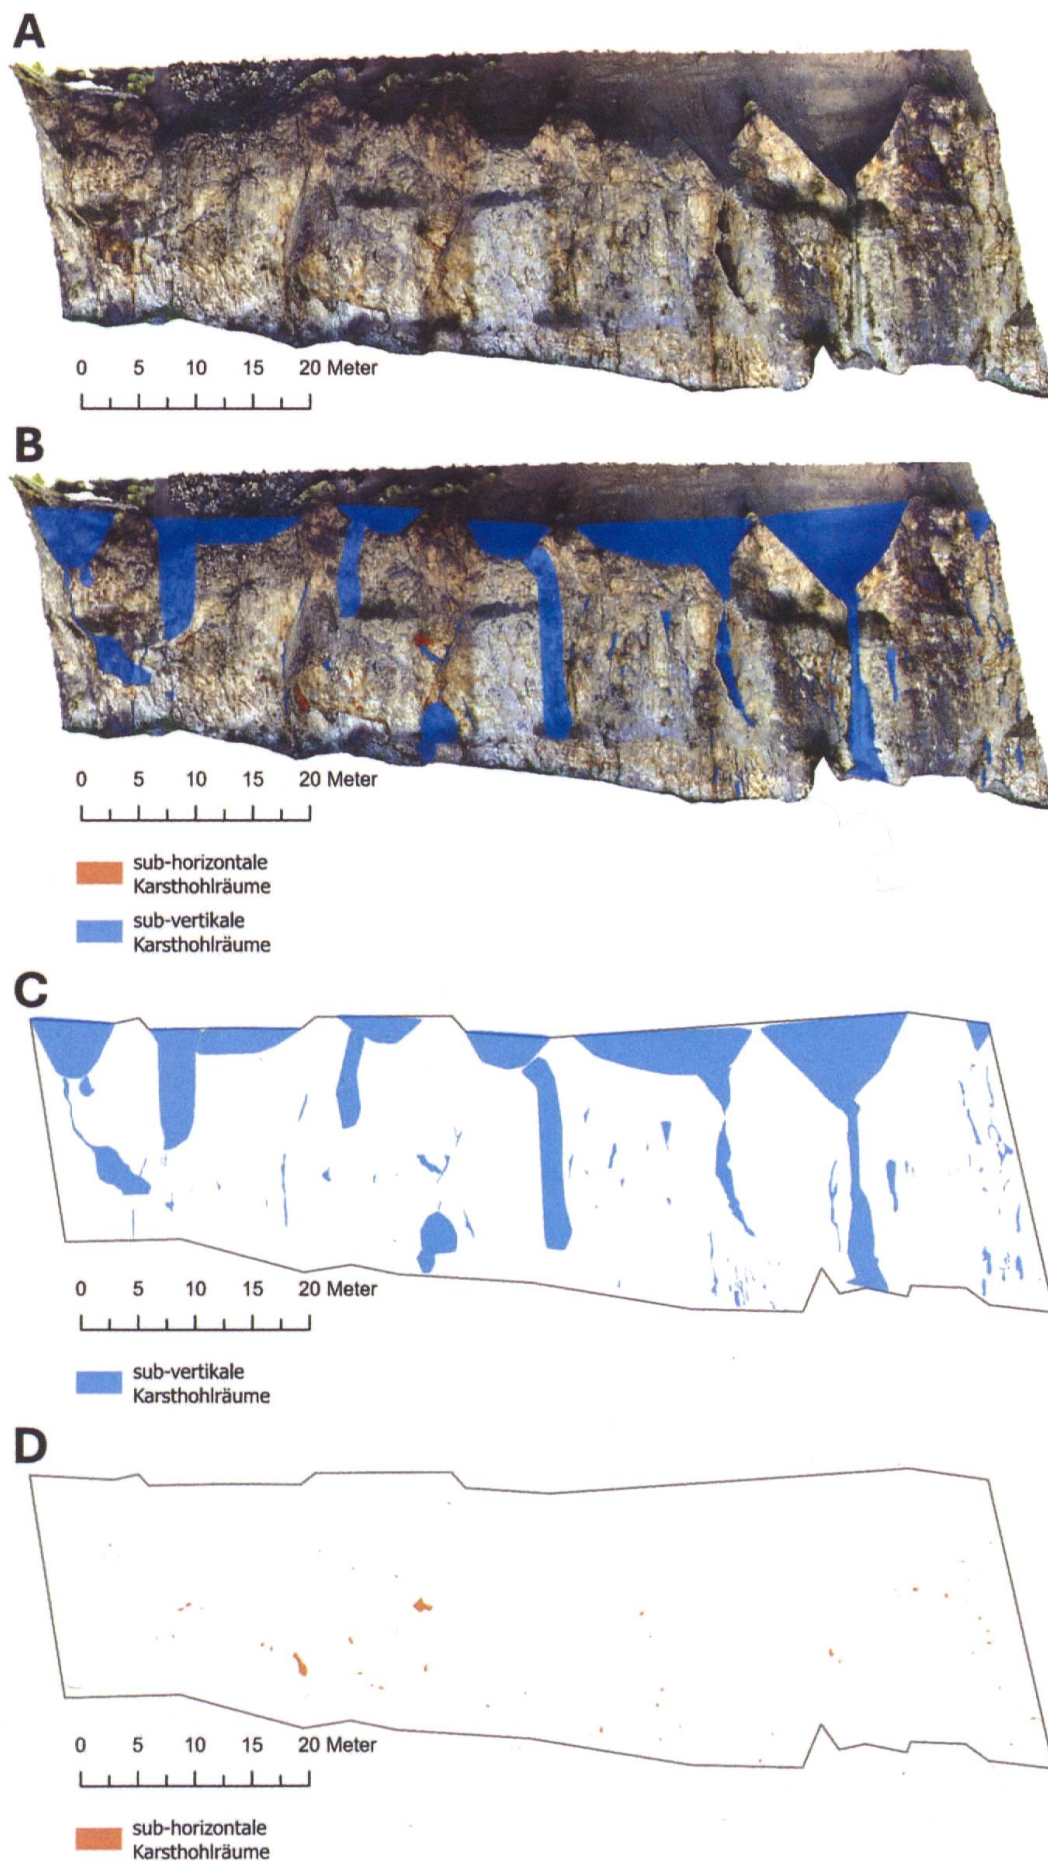 A
0 5 10 15 20 Meter
B
0 5 10 15 20 Meter
sub-horizontale
Karsthohlräume
sub-vertikale
Karsthohlräume
C
0 5 10 15 20 Meter
sub-vertikale
Karsthohlräume
D
0 5 10 15 20 Meter
sub-horizontale
Karsthohlräume